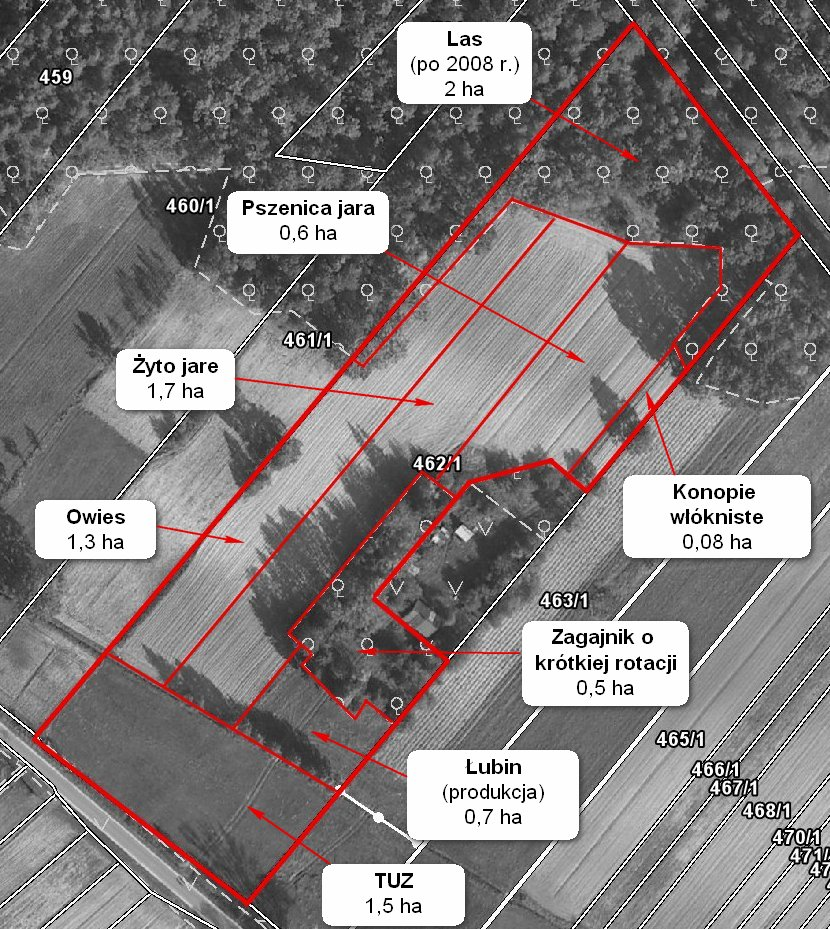 Las
(po 2008 r.)
2 ha
459
460/1
Pszenica jara
0,6 ha
461/1
Żyto jare
1,7 ha
462/1
Owies
1,3 ha
Konopie
włókniste
0,08 ha
463/1
Zagajnik o
krótkiej rotacji
0,5 ha
465/1
Łubin
(produkcja)
0,7 ha
466/1
467/1
468/1
470/1
471/
47
TUZ
1,5 ha